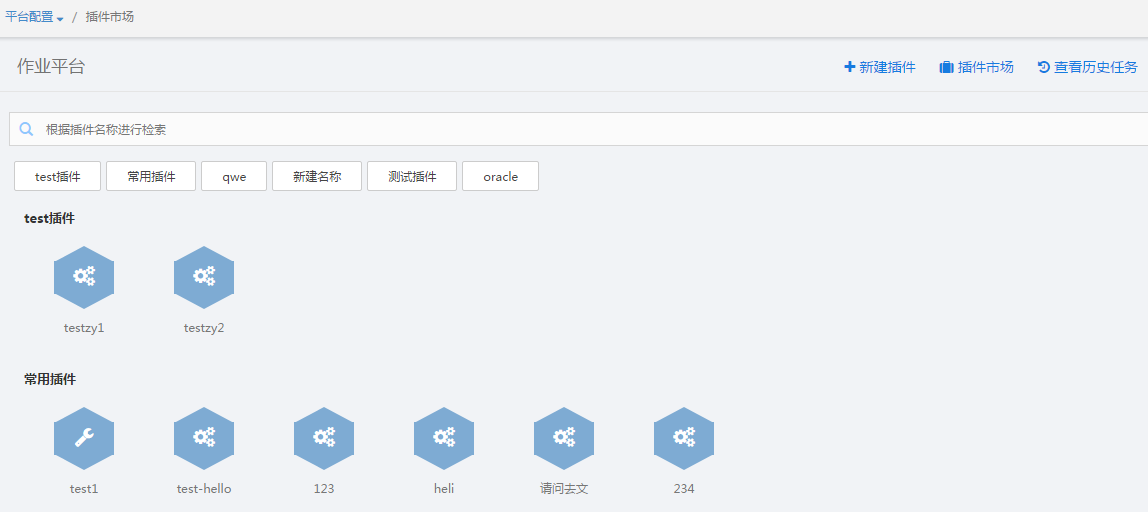 平台配置 / 插件市场
作业平台 新建插件 插件市场 查看历史任务
根据插件名称进行检索
test插件 常用插件 qwe 新建名称 测试插件 oracle
test插件
testzy1 testzy2
常用插件
test1 test-hello 123 heli 请问去文 234